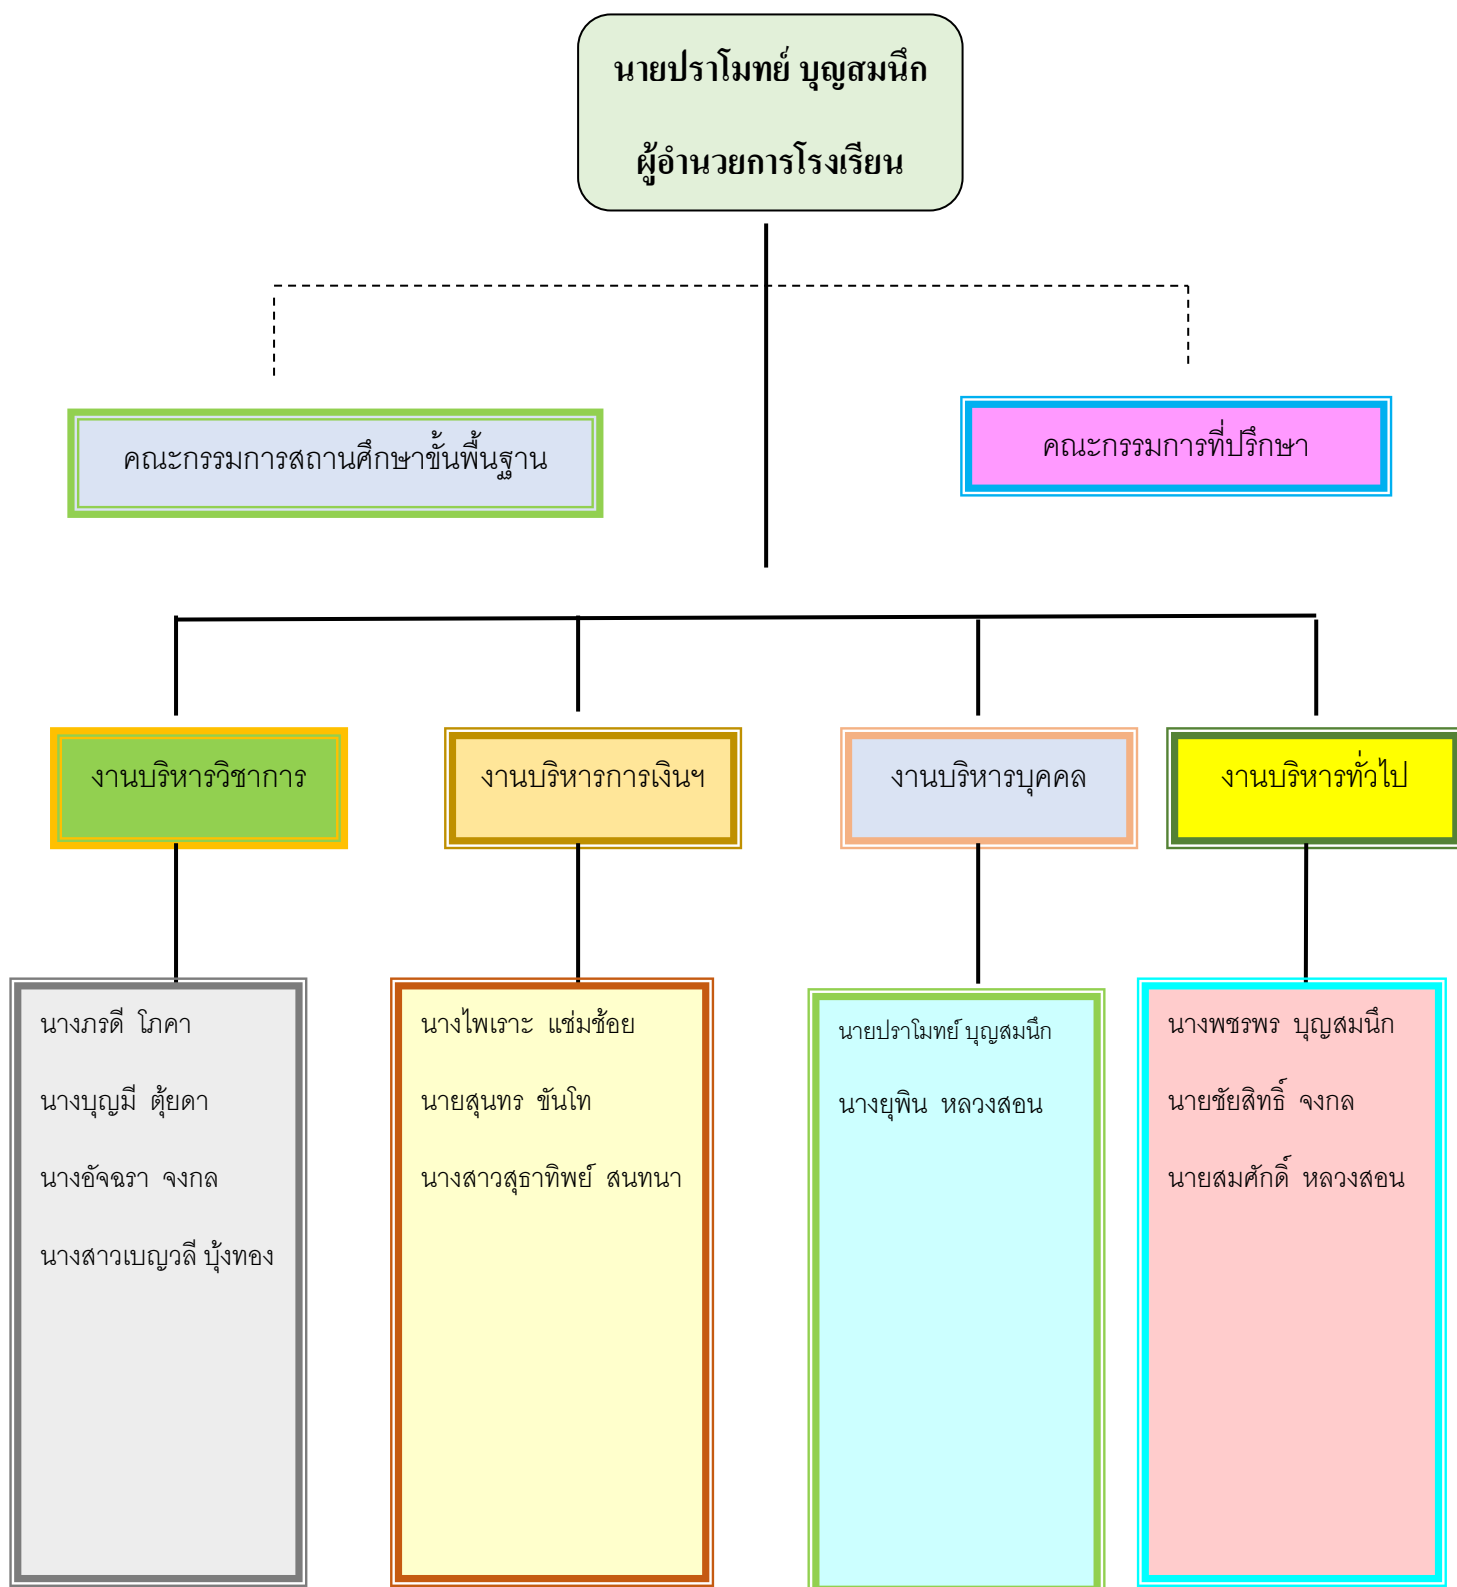 นายปราโมทย์ บุญสมนึก
ผู้อำนวยการโรงเรียน
คณะกรรมการสถานศึกษาขั้นพื้นฐาน
คณะกรรมการที่ปรึกษา
งานบริหารวิชาการ
งานบริหารการเงินฯ
งานบริหารบุคคล
งานบริหารทั่วไป
นางภรดี โภคา
นางบุญมี ตุ้ยดา
นางอัจฉรา จงกล
นางสาวเบญวลี บุ้งทอง
นางไพเราะ แช่มช้อย
นายสุนทร ขันโท
นางสาวสุธาทิพย์ สนทนา
นายปราโมทย์ บุญสมนึก
นางยุพิน หลวงสอน
นางพชรพร บุญสมนึก
นายชัยสิทธิ์ จงกล
นายสมศักดิ์ หลวงสอน